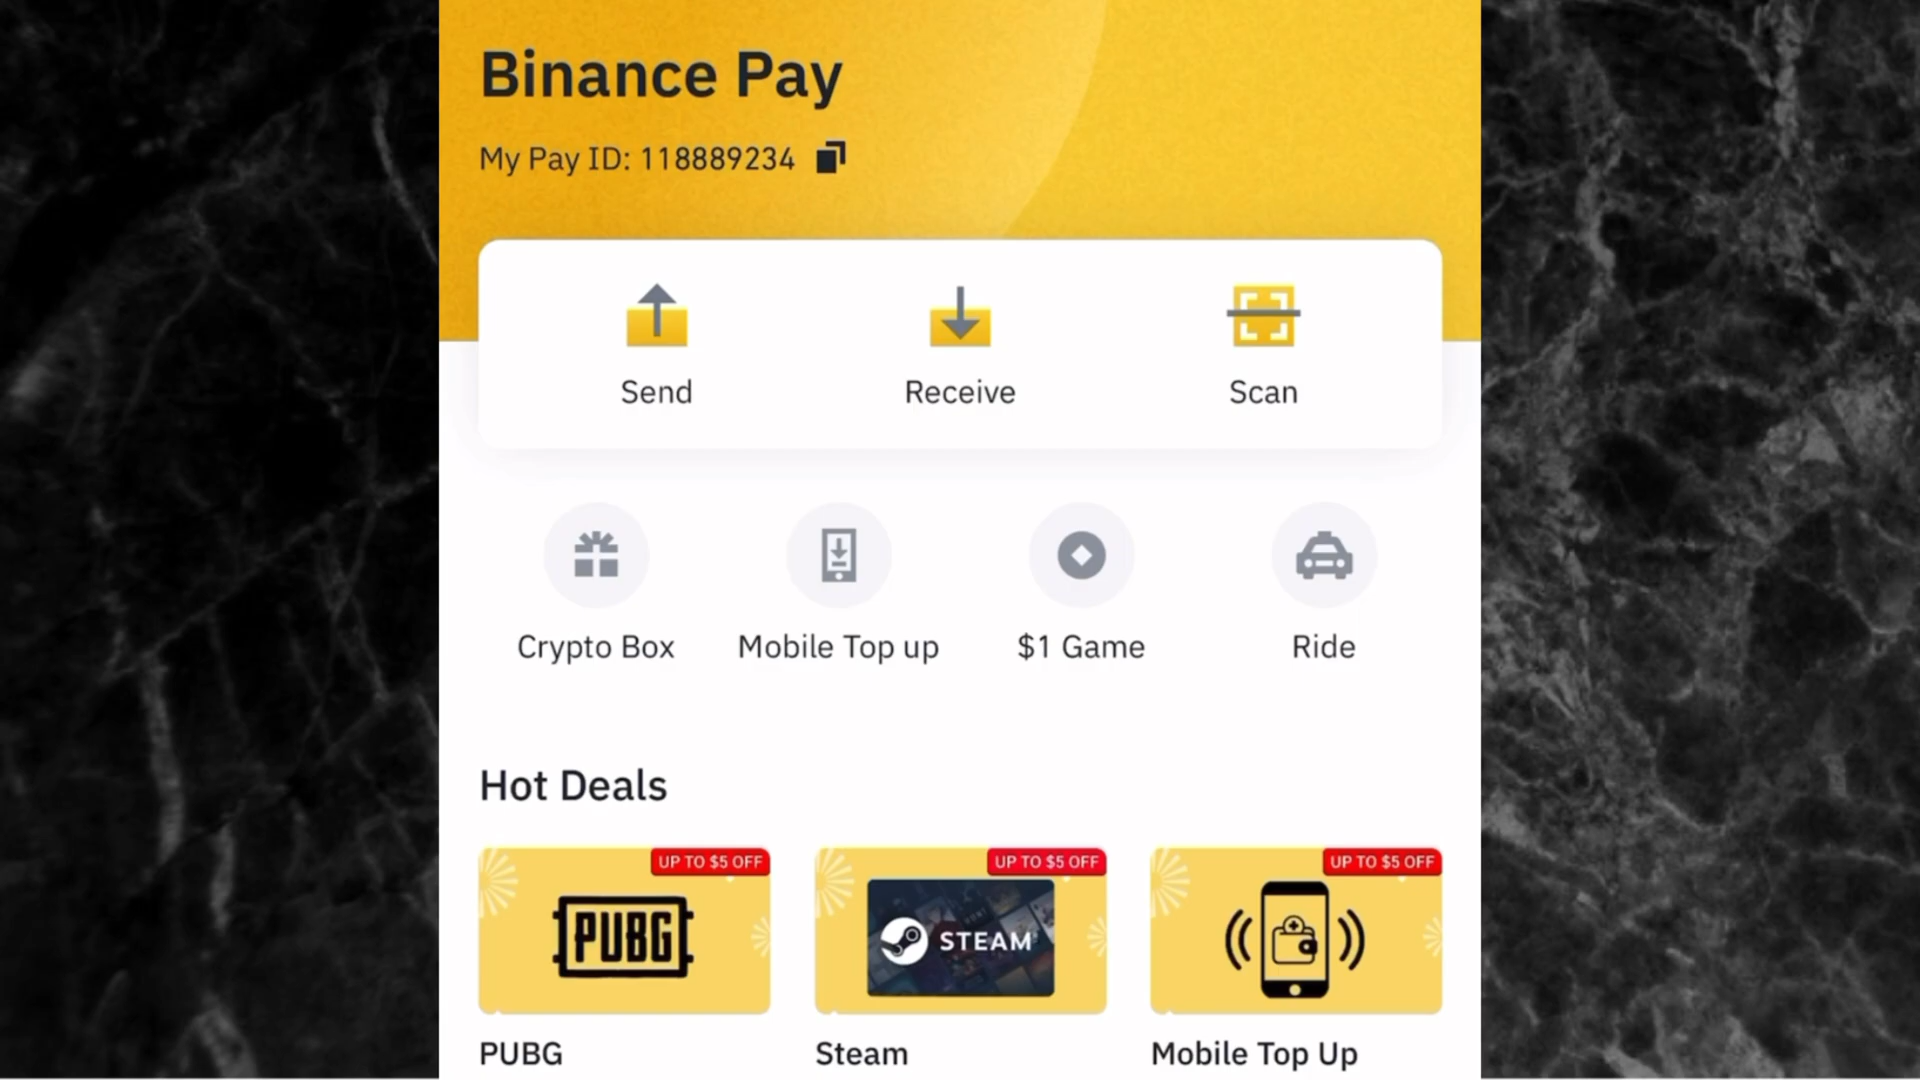 Binance Pay
My Pay ID: 118889234
Send
Receive
Scan
Crypto Box
Mobile Top up
$1 Game
Ride
Hot Deals
UP TO $5 OFF
UP TO $5 OFF
UP TO $5 OFF
PUBG
STEAM
PUBG
Steam
Mobile Top Up